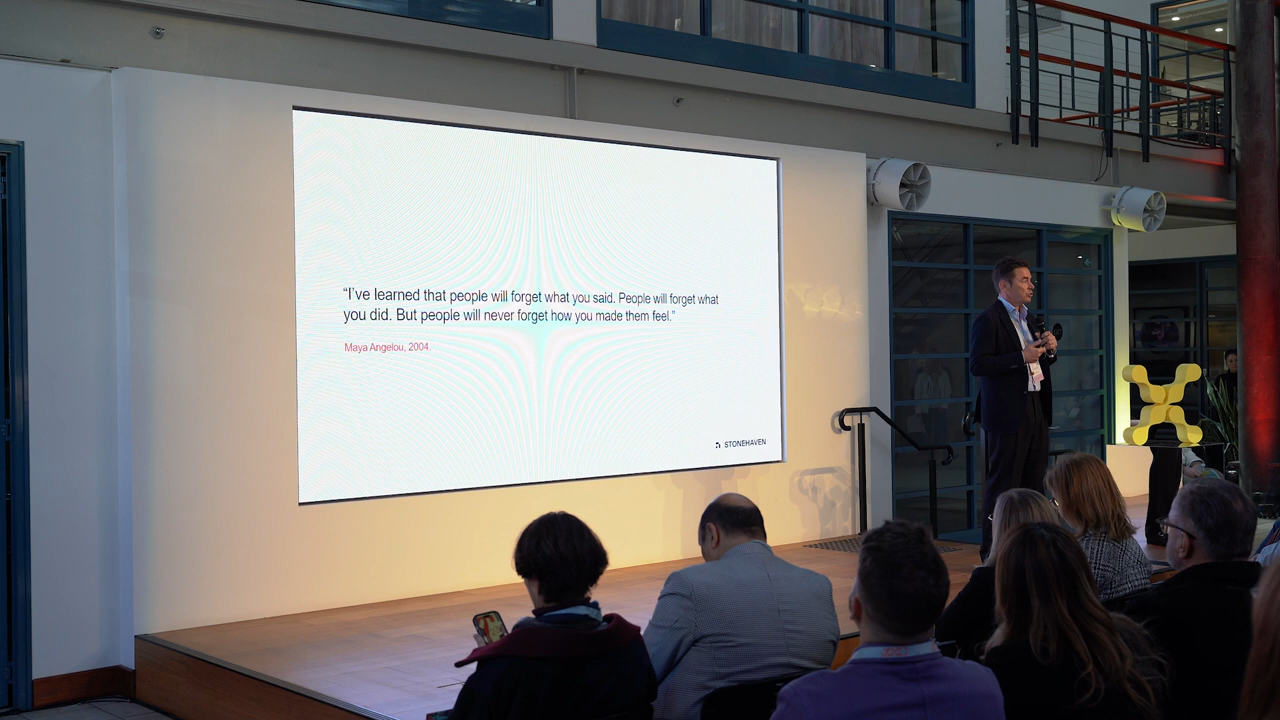 “I’ve learned that people will forget what you said. People will forget what
you did. But people will never forget how you made them feel.”
Maya Angelou, 2004.
STONEHAVEN